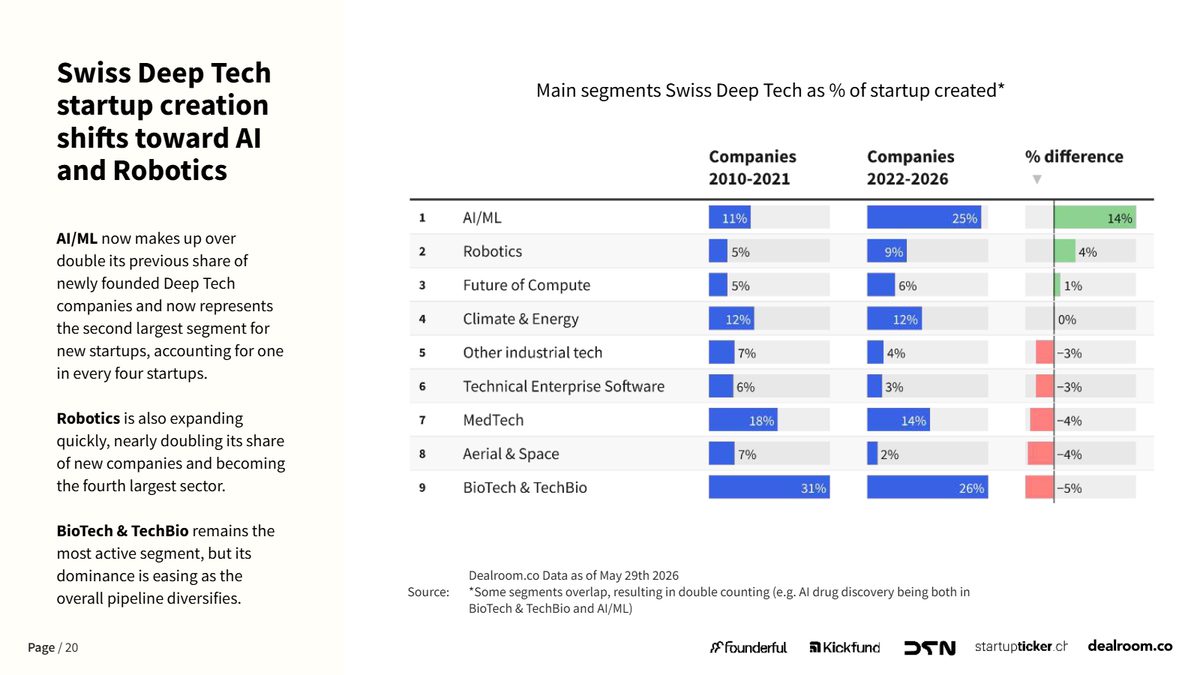 Swiss Deep Tech
startup creation
shifts toward AI
and Robotics
AI/ML now makes up over
double its previous share of
newly founded Deep Tech
companies and now represents
the second largest segment for
new startups, accounting for one
in every four startups.
Robotics is also expanding
quickly, nearly doubling its share
of new companies and becoming
the fourth largest sector.
BioTech & TechBio remains the
most active segment, but its
dominance is easing as the
overall pipeline diversifies.
Main segments Swiss Deep Tech as % of startup created*
Companies 2010-2021 Companies 2022-2026 % difference
1 AI/ML 11% 25% 14%
2 Robotics 5% 9% 4%
3 Future of Compute 5% 6% 1%
4 Climate & Energy 12% 12% 0%
5 Other industrial tech 7% 4% −3%
6 Technical Enterprise Software 6% 3% −3%
7 MedTech 18% 14% −4%
8 Aerial & Space 7% 2% −4%
9 BioTech & TechBio 31% 26% −5%
Source:
Dealroom.co Data as of May 29th 2026
*Some segments overlap, resulting in double counting (e.g. AI drug discovery being both in
BioTech & TechBio and AI/ML)
Page / 20
founderful Kickfund DTN startupticker.ch dealroom.co